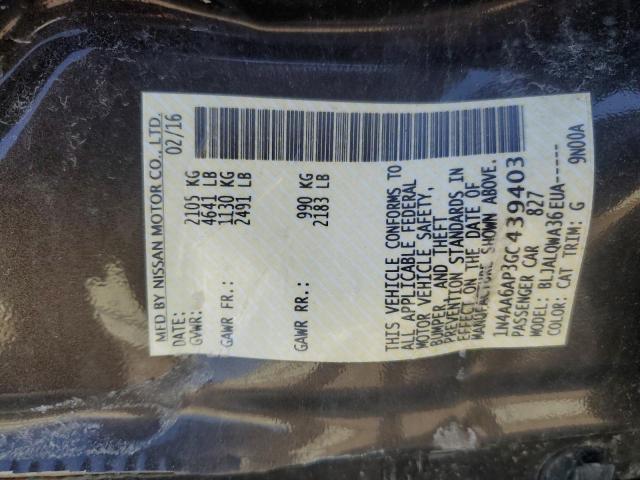 MFD BY NISSAN MOTOR CO., LTD.
DATE: 02/16
GVWR: 2105 KG
4641 LB
GAWR FR.: 1130 KG
2491 LB
GAWR RR.: 990 KG
2183 LB
THIS VEHICLE CONFORMS TO
ALL APPLICABLE FEDERAL
MOTOR VEHICLE SAFETY,
BUMPER, AND THEFT
PREVENTION STANDARDS IN
EFFECT ON THE DATE OF
MANUFACTURE SHOWN ABOVE.
1N4AA6AP3GC439403
PASSENGER CAR 827
MODEL: BLJALQWA36EUA-----
COLOR: CAT TRIM: G 9N00A